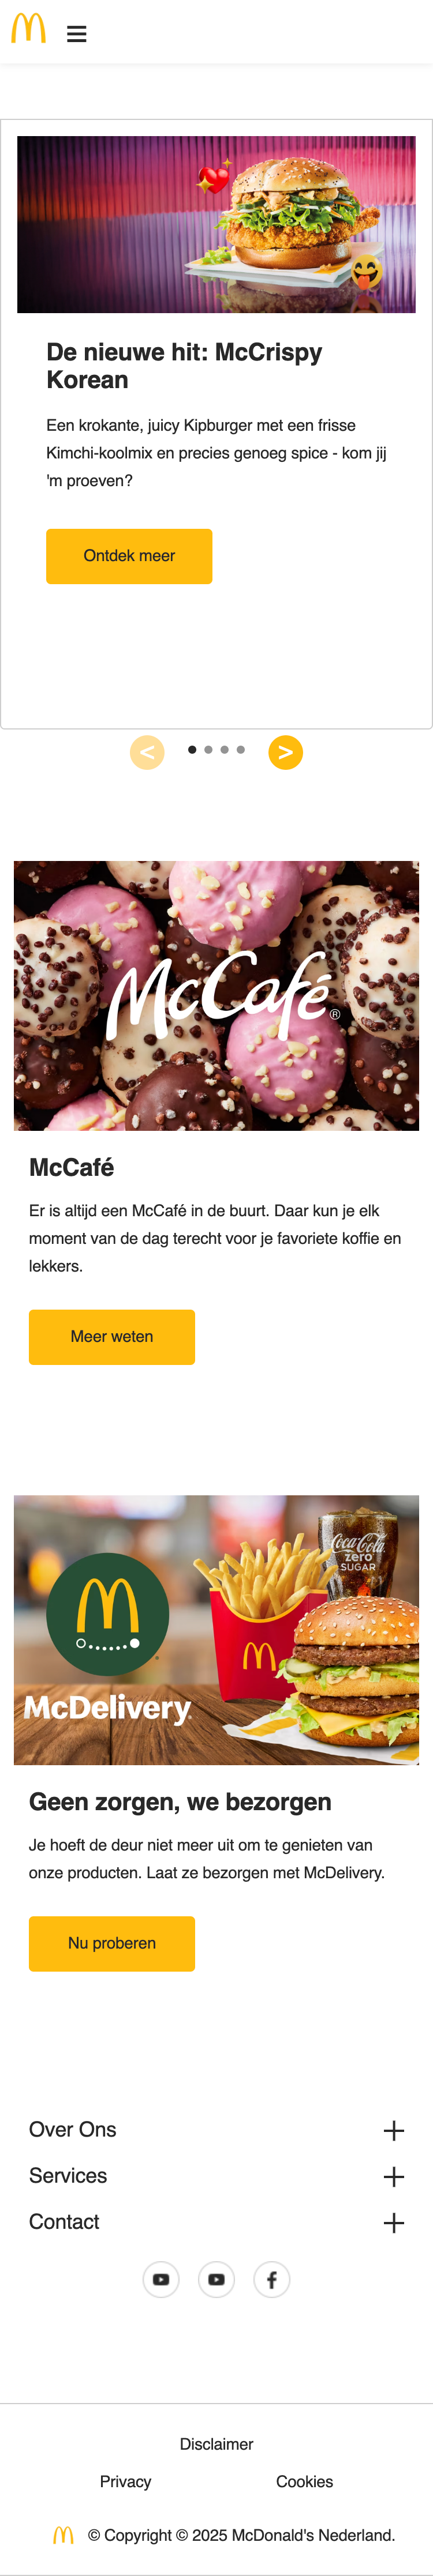 De nieuwe hit: McCrispy
Korean
Een krokante, juicy Kipburger met een frisse
Kimchi-koolmix en precies genoeg spice - kom jij
'm proeven?
Ontdek meer
< >
McCafé®
McCafé
Er is altijd een McCafé in de buurt. Daar kun je elk
moment van de dag terecht voor je favoriete koffie en
lekkers.
Meer weten
Coca-Cola
zero
SUGAR
McDelivery
Geen zorgen, we bezorgen
Je hoeft de deur niet meer uit om te genieten van
onze producten. Laat ze bezorgen met McDelivery.
Nu proberen
Over Ons
Services
Contact
Disclaimer
Privacy Cookies
© Copyright © 2025 McDonald's Nederland.